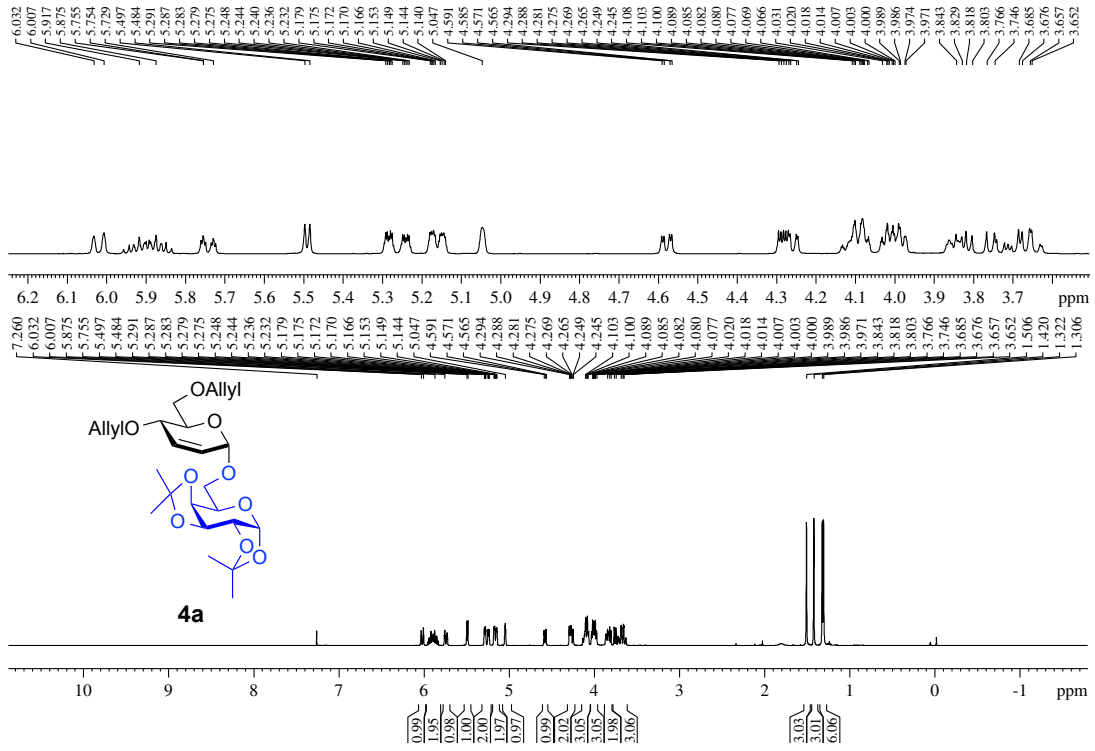 6.032 6.007 5.917 5.875 5.755 5.754 5.729 5.497 5.484 5.291 5.287 5.283 5.279 5.275 5.248 5.244 5.240 5.236 5.232 5.179 5.175 5.172 5.170 5.166 5.153 5.149 5.144 5.140 5.047 4.591 4.585 4.571 4.565 4.294 4.288 4.281 4.275 4.269 4.265 4.249 4.245 4.108 4.103 4.100 4.089 4.085 4.082 4.080 4.077 4.069 4.066 4.031 4.020 4.018 4.014 4.007 4.003 4.000 3.989 3.986 3.974 3.971 3.843 3.829 3.818 3.803 3.766 3.746 3.685 3.676 3.657 3.652
6.2 6.1 6.0 5.9 5.8 5.7 5.6 5.5 5.4 5.3 5.2 5.1 5.0 4.9 4.8 4.7 4.6 4.5 4.4 4.3 4.2 4.1 4.0 3.9 3.8 3.7 ppm
7.260 6.032 6.007 5.875 5.755 5.497 5.484 5.291 5.287 5.283 5.279 5.275 5.248 5.244 5.236 5.232 5.179 5.175 5.172 5.170 5.166 5.153 5.149 5.144 5.047 4.591 4.571 4.565 4.294 4.288 4.281 4.275 4.269 4.265 4.249 4.245 4.103 4.100 4.089 4.085 4.082 4.080 4.077 4.020 4.018 4.014 4.007 4.003 4.000 3.989 3.986 3.971 3.843 3.818 3.803 3.766 3.746 3.685 3.676 3.657 3.652 1.506 1.420 1.322 1.306
OAllyl
AllylO O
O
O O
O
O O
4a
10 9 8 7 6 5 4 3 2 1 0 -1 ppm
0.99 1.95 0.98 1.00 2.00 1.97 0.97 0.99 2.02 3.05 3.05 1.98 3.06 3.03 3.01 6.06